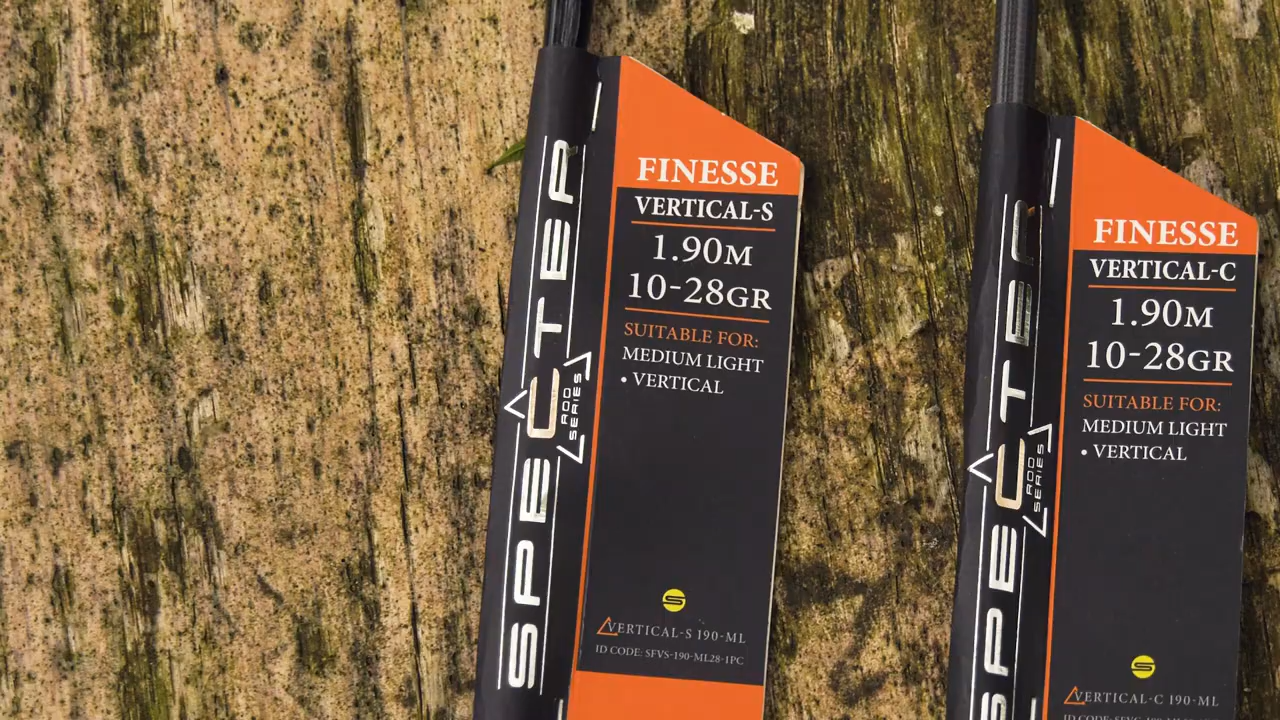 SPECTER
ROD
SERIES
FINESSE
VERTICAL-S
1.90M
10-28GR
SUITABLE FOR:
MEDIUM LIGHT
• VERTICAL
S
VERTICAL-S 190-ML
ID CODE: SFVS-190-ML28-1PC
SPECTER
ROD
SERIES
FINESSE
VERTICAL-C
1.90M
10-28GR
SUITABLE FOR:
MEDIUM LIGHT
• VERTICAL
S
VERTICAL-C 190-ML